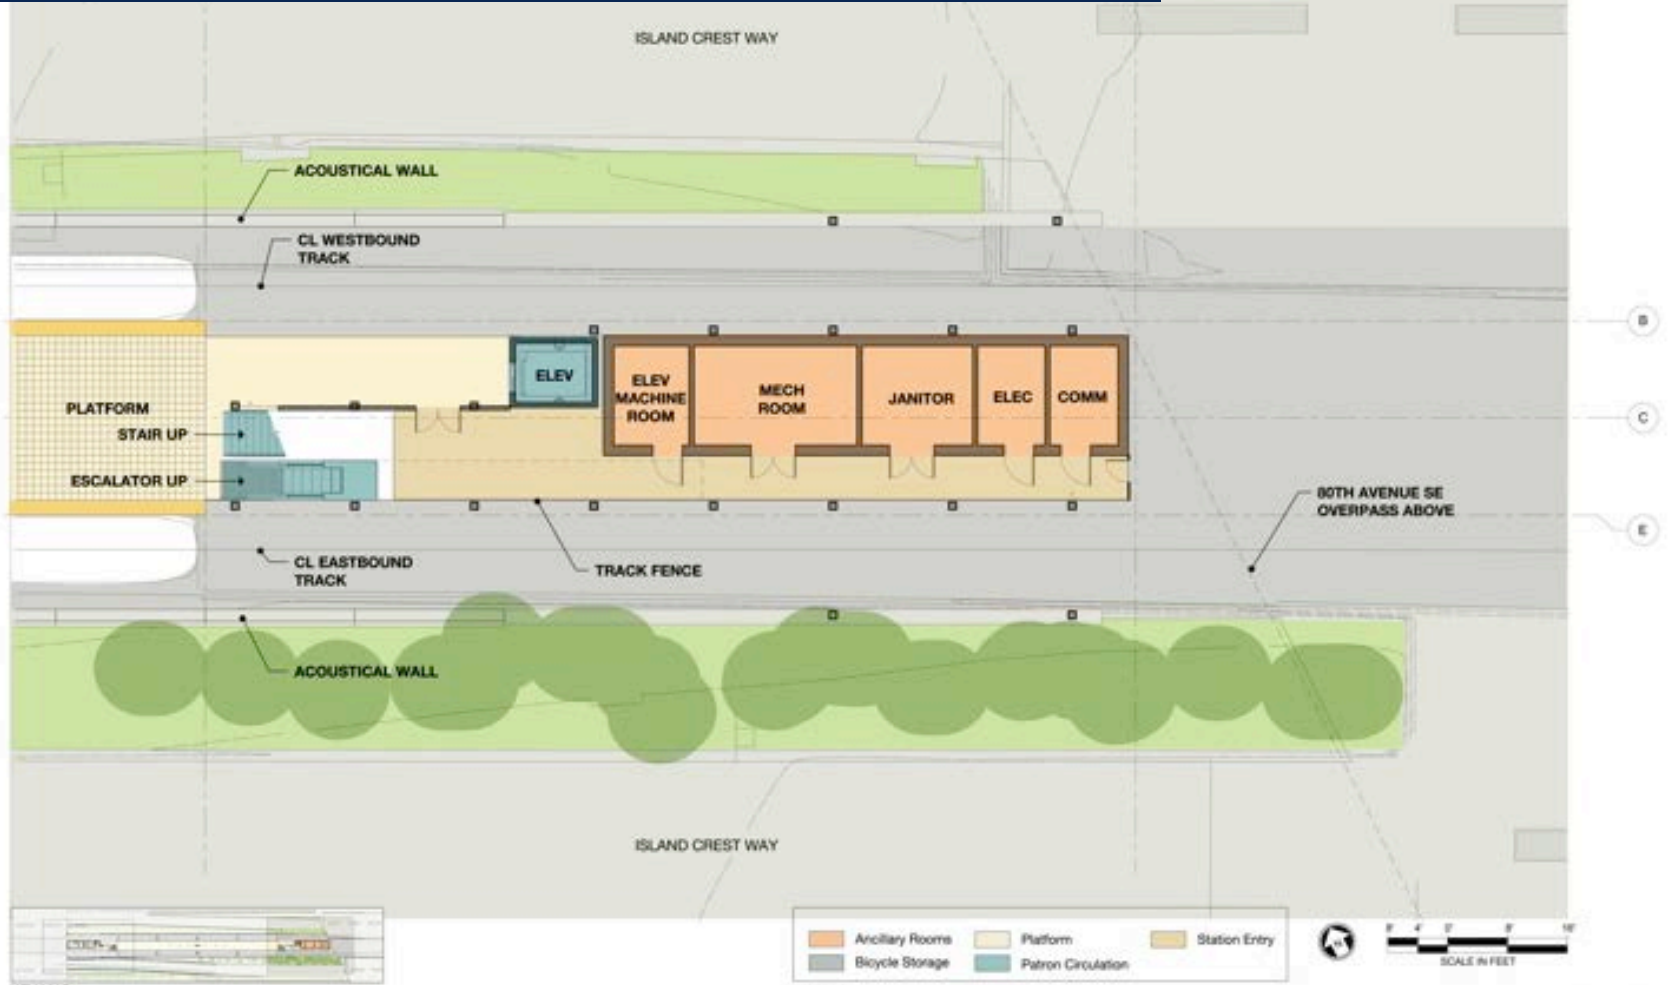 ISLAND CREST WAY
ACOUSTICAL WALL
CL WESTBOUND
TRACK
B
ELEV
ELEV
MACHINE
ROOM
MECH
ROOM
JANITOR
ELEC
COMM
PLATFORM
C
STAIR UP
ESCALATOR UP
80TH AVENUE SE
OVERPASS ABOVE
E
CL EASTBOUND
TRACK
TRACK FENCE
ACOUSTICAL WALL
ISLAND CREST WAY
Ancillary Rooms
Platform
Station Entry
Bicycle Storage
Patron Circulation
SCALE IN FEET